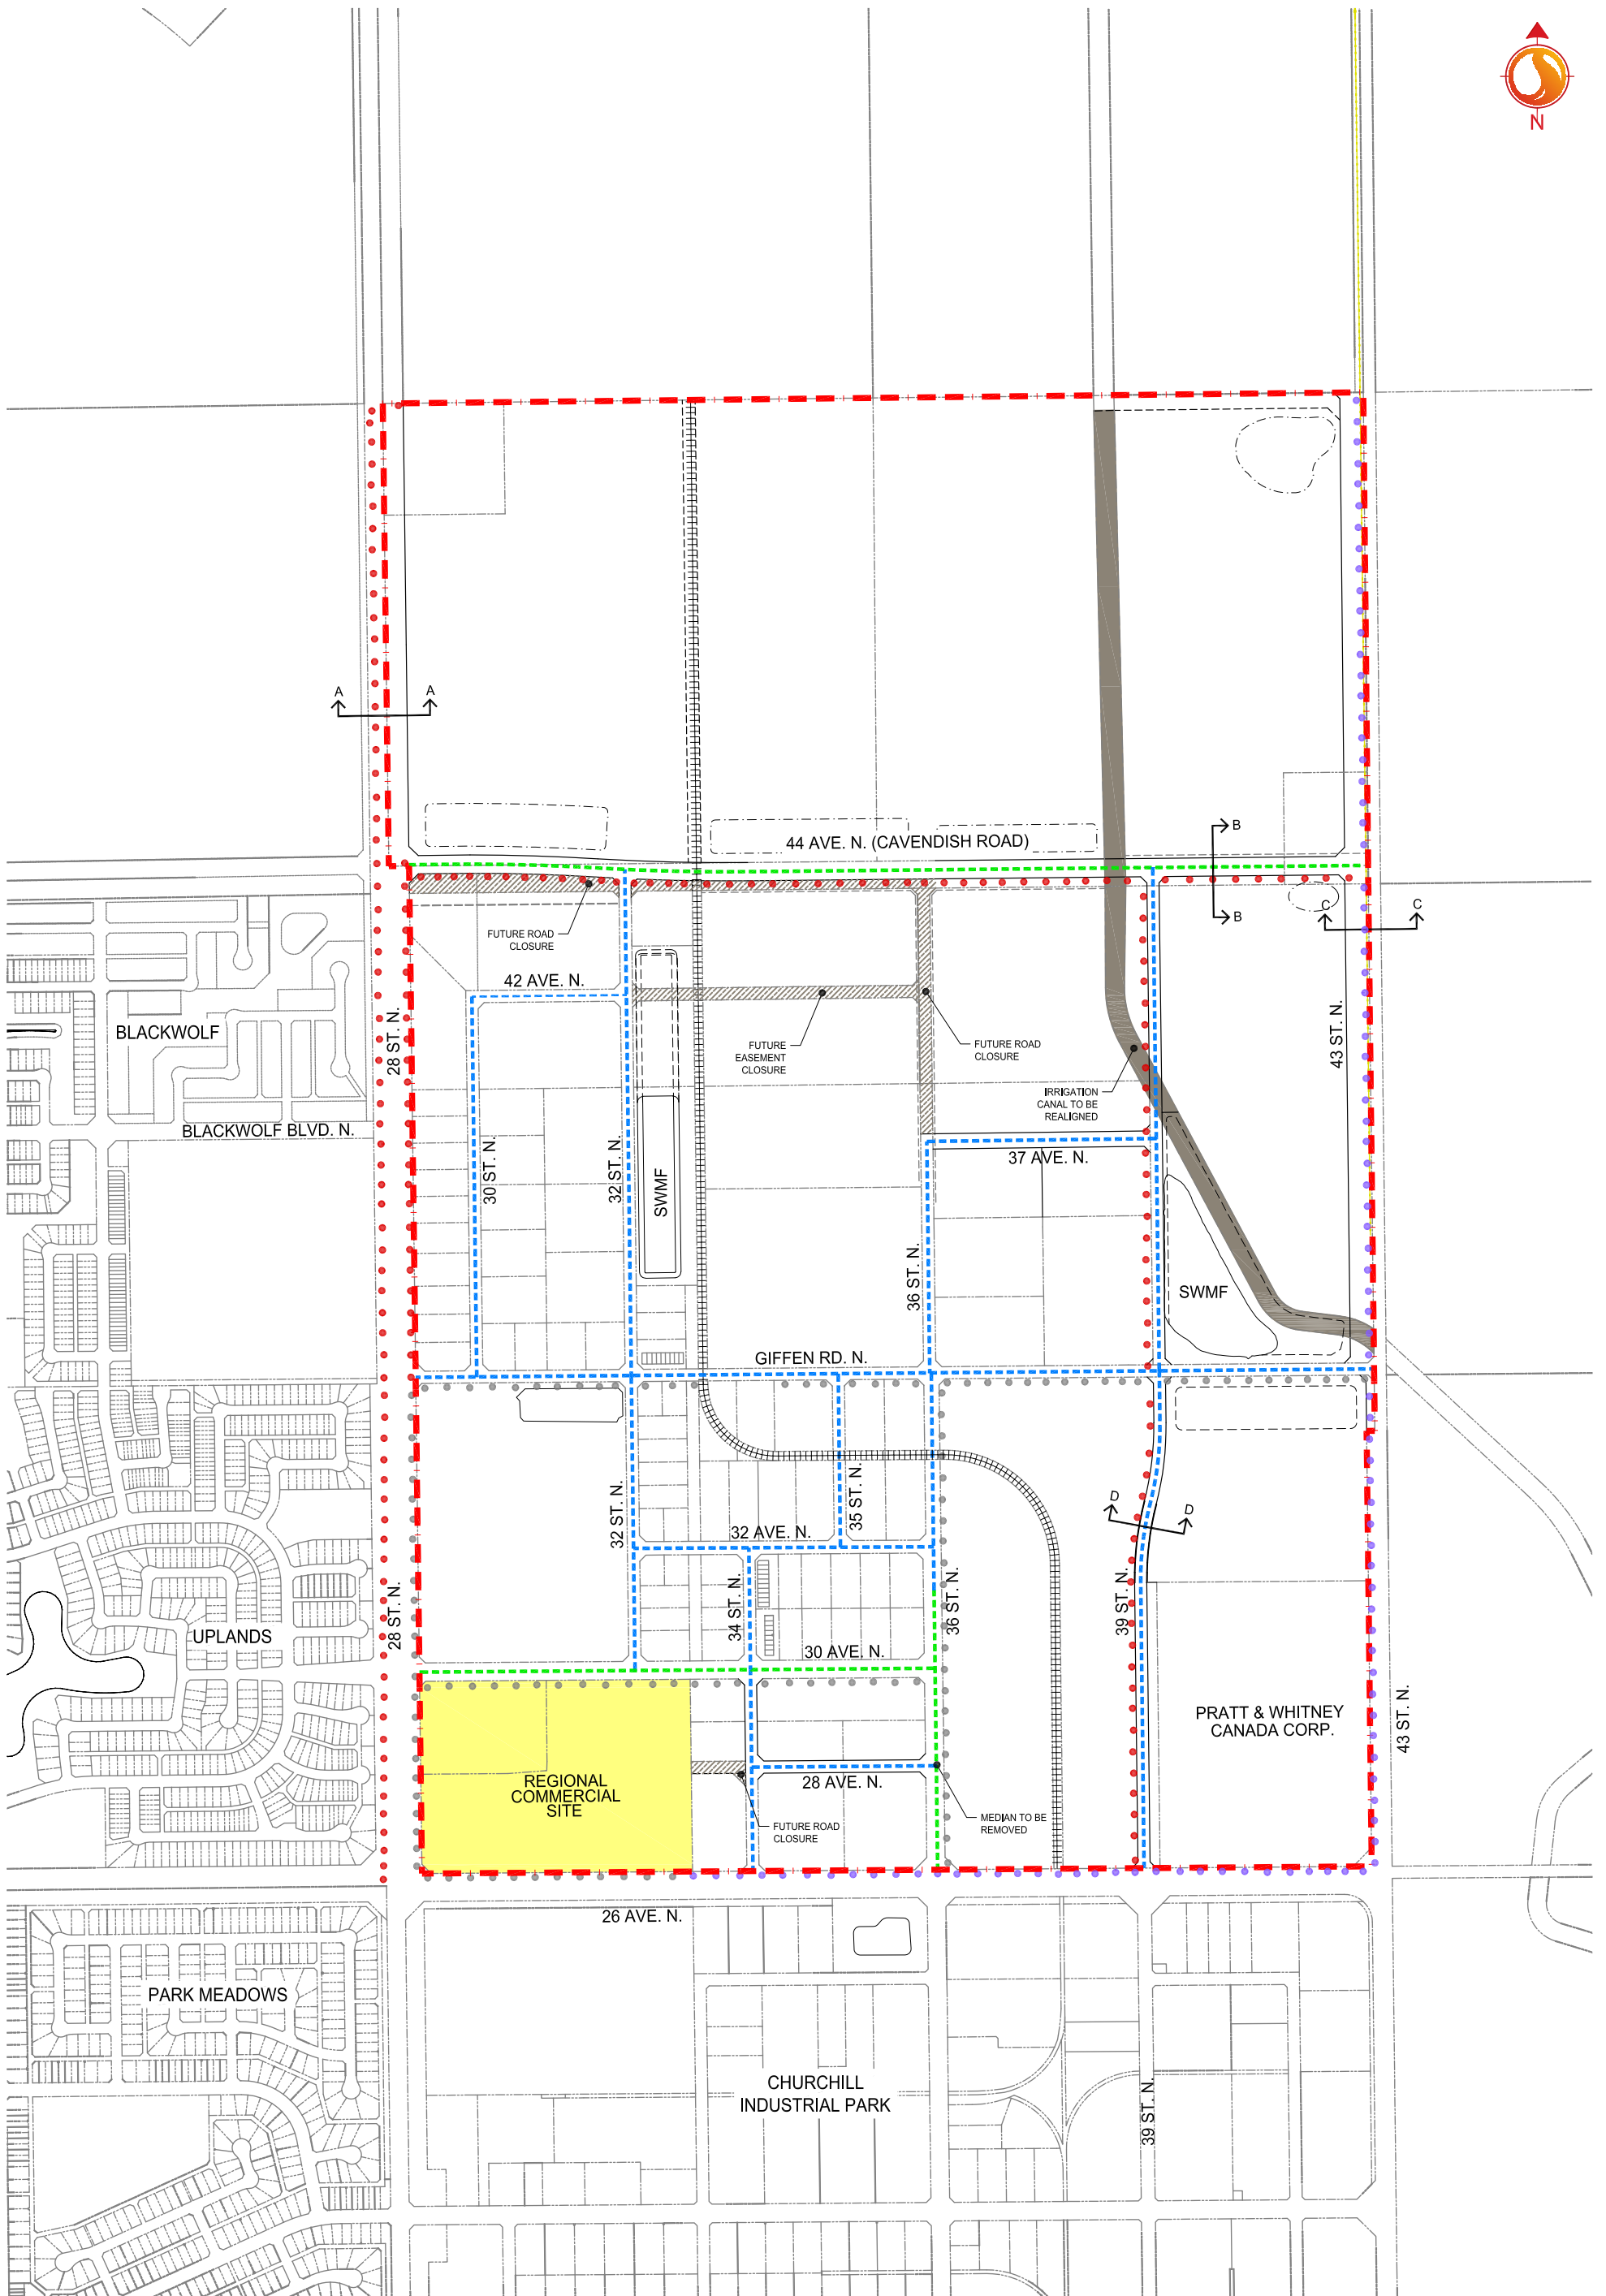 N
A
A
44 AVE. N. (CAVENDISH ROAD)
B
B
C
C
FUTURE ROAD
CLOSURE
42 AVE. N.
BLACKWOLF
28 ST. N.
FUTURE
EASEMENT
CLOSURE
FUTURE ROAD
CLOSURE
43 ST. N.
IRRIGATION
CANAL TO BE
REALIGNED
BLACKWOLF BLVD. N.
30 ST. N.
32 ST. N.
SWMF
37 AVE. N.
36 ST. N.
SWMF
GIFFEN RD. N.
32 ST. N.
35 ST. N.
D
D
32 AVE. N.
28 ST. N.
34 ST. N.
36 ST. N.
39 ST. N.
UPLANDS
30 AVE. N.
PRATT & WHITNEY
CANADA CORP.
43 ST. N.
REGIONAL
COMMERCIAL
SITE
28 AVE. N.
FUTURE ROAD
CLOSURE
MEDIAN TO BE
REMOVED
26 AVE. N.
PARK MEADOWS
CHURCHILL
INDUSTRIAL PARK
39 ST. N.